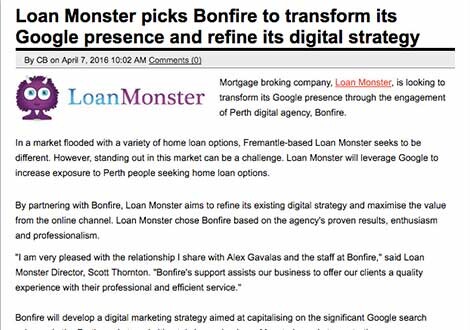 Loan Monster picks Bonfire to transform its
Google presence and refine its digital strategy
By CB on April 7, 2016 10:02 AM Comments (0)
LoanMonster
Mortgage broking company, Loan Monster, is looking to
transform its Google presence through the engagement
of Perth digital agency, Bonfire.
In a market flooded with a variety of home loan options, Fremantle-based Loan Monster seeks to be
different. However, standing out in this market can be a challenge. Loan Monster will leverage Google to
increase exposure to Perth people seeking home loan options.
By partnering with Bonfire, Loan Monster aims to refine its existing digital strategy and maximise the value
from the online channel. Loan Monster chose Bonfire based on the agency's proven results, enthusiasm
and professionalism.
"I am very pleased with the relationship I share with Alex Gavalas and the staff at Bonfire," said Loan
Monster Director, Scott Thornton. "Bonfire's support assists our business to offer our clients a quality
experience with their professional and efficient service."
Bonfire will develop a digital marketing strategy aimed at capitalising on the significant Google search